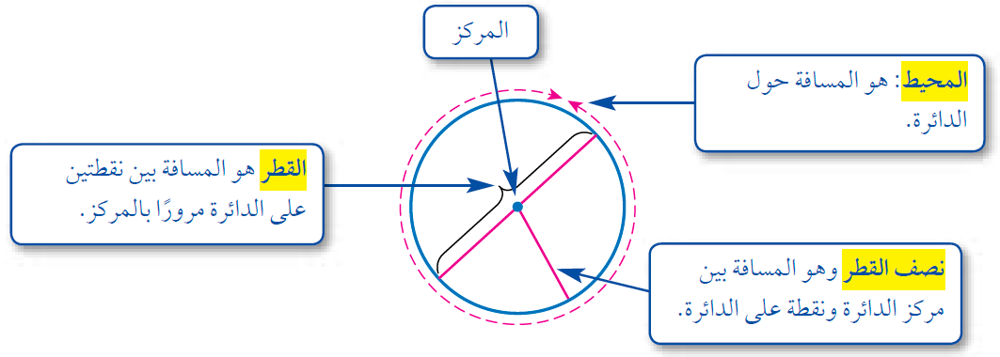 المركز
المحيط: هو المسافة حول
الدائرة.
القطر هو المسافة بين نقطتين
على الدائرة مرورًا بالمركز.
نصف القطر وهو المسافة بين
مركز الدائرة ونقطة على الدائرة.